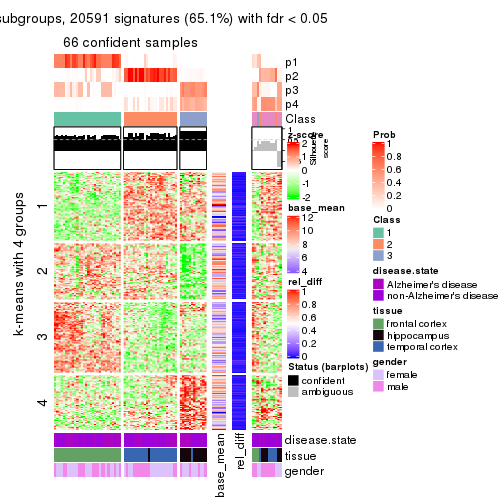 subgroups, 20591 signatures (65.1%) with fdr < 0.05
66 confident samples
p1
p2
p3
p4
Class
1
0
Silhouette
score
k-means with 4 groups
1
2
3
4
base_mean
rel_diff
disease.state
tissue
gender
z-score
2
1
0
-1
-2
base_mean
12
10
8
6
4
rel_diff
1
0.8
0.6
0.4
0.2
0
Status (barplots)
confident
ambiguous
Prob
1
0.8
0.6
0.4
0.2
0
Class
1
2
3
disease.state
Alzheimer's disease
non-Alzheimer's disease
tissue
frontal cortex
hippocampus
temporal cortex
gender
female
male